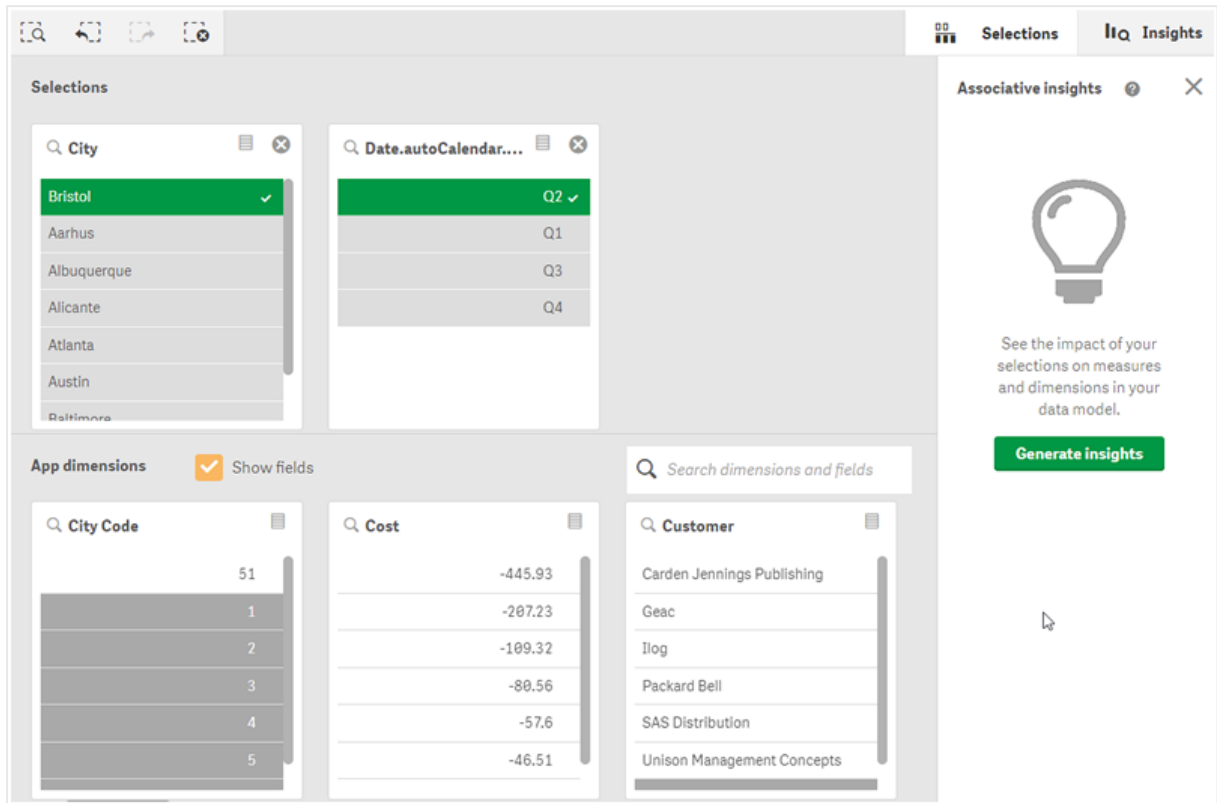 Selections
Insights
Selections
Associative insights
City
Bristol
Aarhus
Albuquerque
Alicante
Atlanta
Austin
Baltimore
Date.autoCalendar....
Q2
Q1
Q3
Q4
See the impact of your
selections on measures
and dimensions in your
data model.
Generate insights
App dimensions
Show fields
Search dimensions and fields
City Code
51
1
2
3
4
5
Cost
-445.93
-207.23
-109.32
-80.56
-57.6
-46.51
Customer
Carden Jennings Publishing
Geac
Ilog
Packard Bell
SAS Distribution
Unison Management Concepts